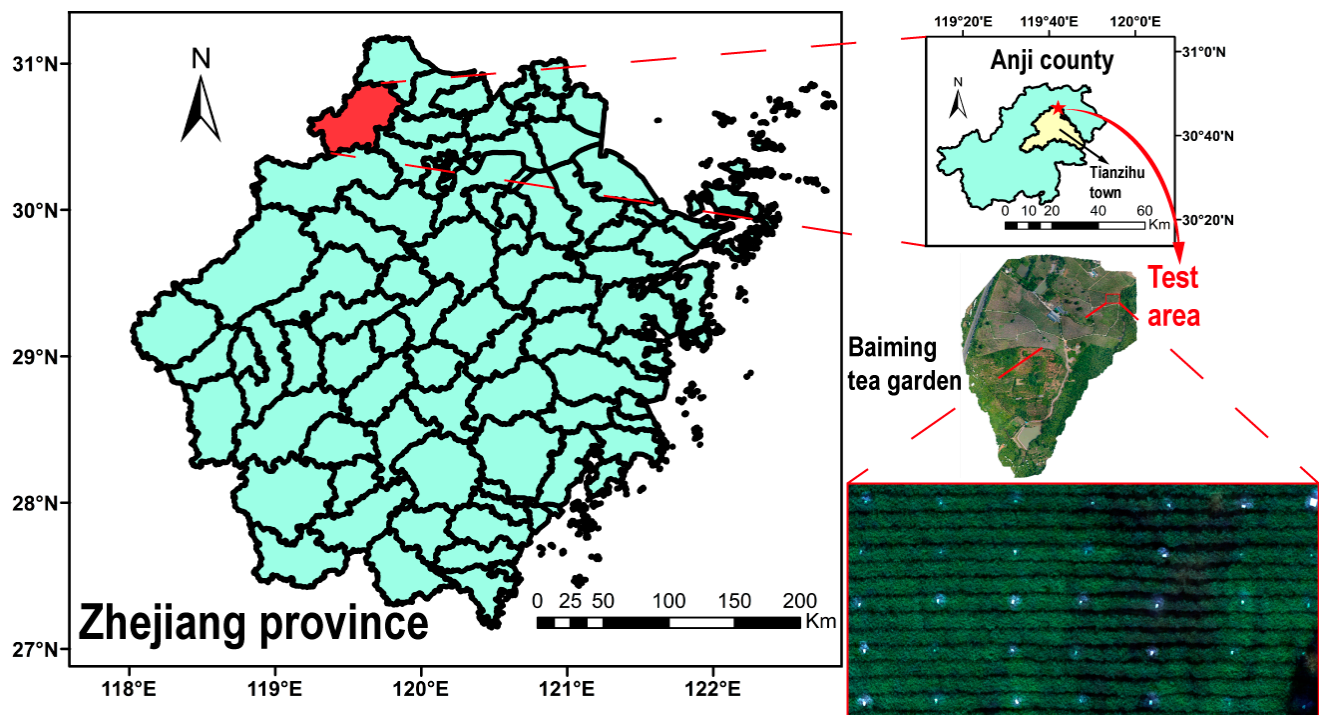 N
31°N
30°N
29°N
28°N
27°N
118°E
119°E
120°E
121°E
122°E
Zhejiang province
0 25 50 100 150 200
Km
119°20'E
119°40'E
120°0'E
31°0'N
30°40'N
30°20'N
Anji county
N
Tianzihu
town
0 10 20 40 60
Km
Test
area
Baiming
tea garden